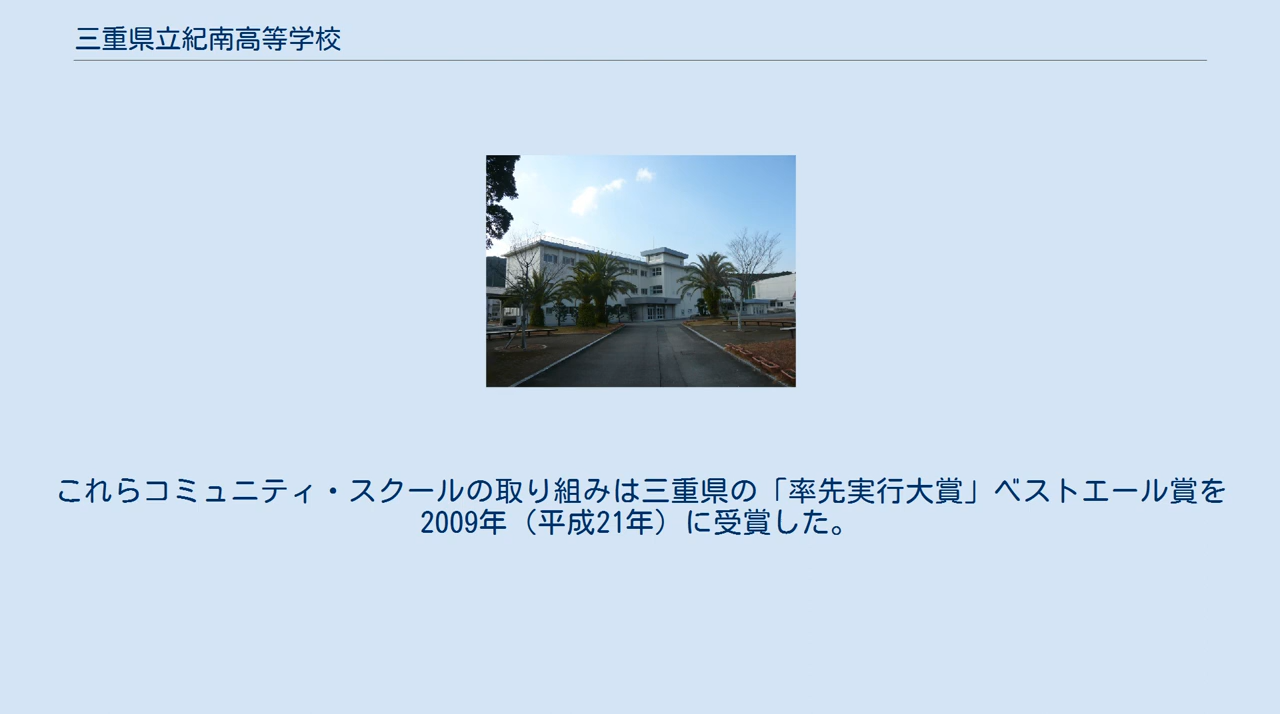 三重県立紀南高等学校
これらコミュニティ・スクールの取り組みは三重県の「率先実行大賞」ベストエール賞を
2009年（平成21年）に受賞した。